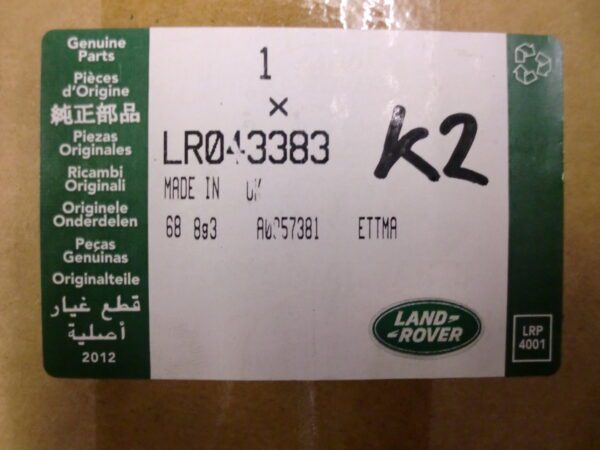 Genuine
Parts
Pièces
d'Origine
純正部品
Piezas
Originales
Ricambi
Originali
Originele
Onderdelen
Peças
Genuinas
Originalteile
قطع غيار
أصلية
2012
1
×
LR043383
K2
MADE IN UK
68 8g3 ETTMA
LAND-
-ROVER
LRP
4001